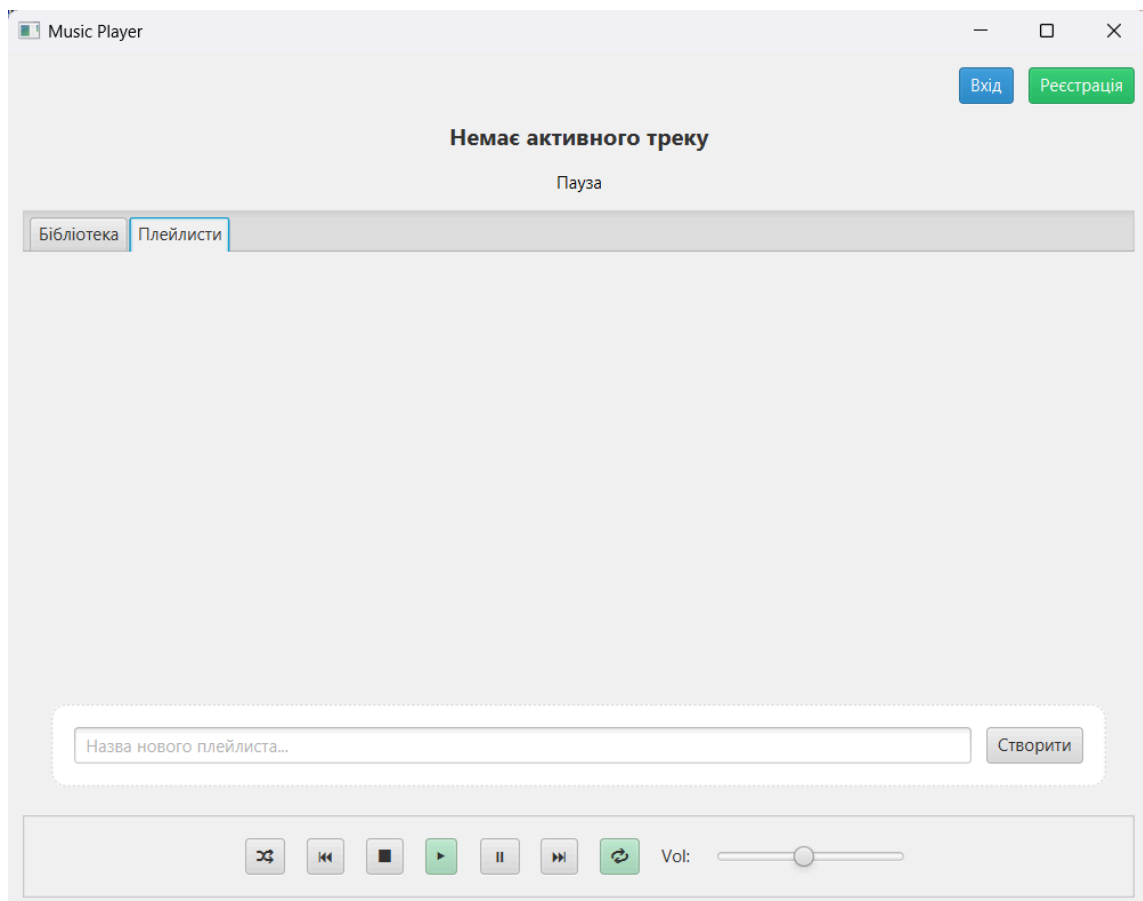 Music Player
Вхід Реєстрація
Немає активного треку
Пауза
Бібліотека Плейлисти
Назва нового плейлиста... Створити
Vol: